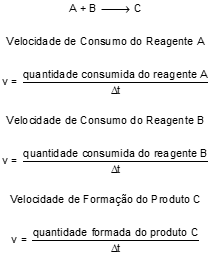 A + B ⟶ C
Velocidade de Consumo do Reagente A
v = quantidade consumida do reagente A
Δt
Velocidade de Consumo do Reagente B
v = quantidade consumida do reagente B
Δt
Velocidade de Formação do Produto C
v = quantidade formada do produto C
Δt